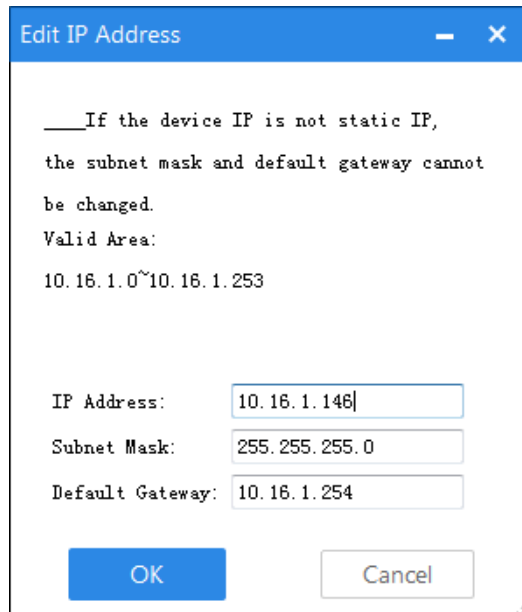 Edit IP Address
____If the device IP is not static IP,
the subnet mask and default gateway cannot
be changed.
Valid Area:
10.16.1.0~10.16.1.253
IP Address: 10.16.1.146
Subnet Mask: 255.255.255.0
Default Gateway: 10.16.1.254
OK Cancel